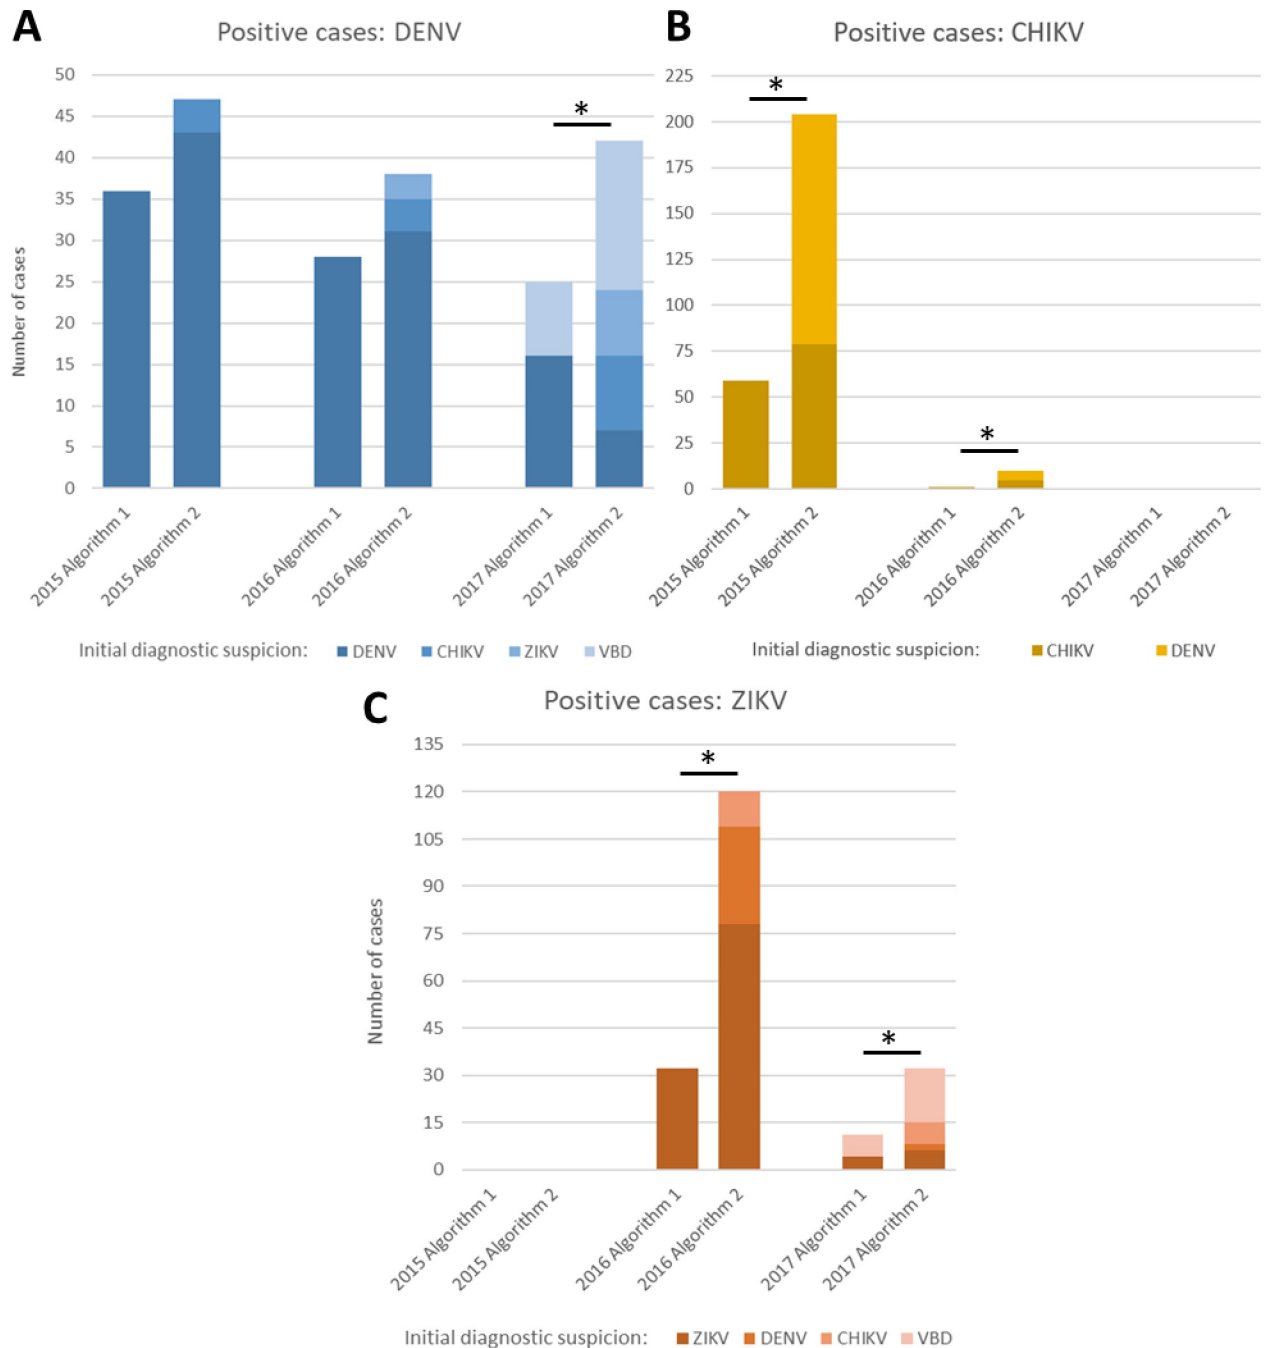 A
Positive cases: DENV
50
45
40
35
30
25
20
15
10
5
0
Number of cases
*
2015 Algorithm 1
2015 Algorithm 2
2016 Algorithm 1
2016 Algorithm 2
2017 Algorithm 1
2017 Algorithm 2
Initial diagnostic suspicion: DENV CHIKV ZIKV VBD
B
Positive cases: CHIKV
225
200
175
150
125
100
75
50
25
0
*
*
2015 Algorithm 1
2015 Algorithm 2
2016 Algorithm 1
2016 Algorithm 2
2017 Algorithm 1
2017 Algorithm 2
Initial diagnostic suspicion: CHIKV DENV
C
Positive cases: ZIKV
135
120
105
90
75
60
45
30
15
0
Number of cases
*
*
2015 Algorithm 1
2015 Algorithm 2
2016 Algorithm 1
2016 Algorithm 2
2017 Algorithm 1
2017 Algorithm 2
Initial diagnostic suspicion: ZIKV DENV CHIKV VBD